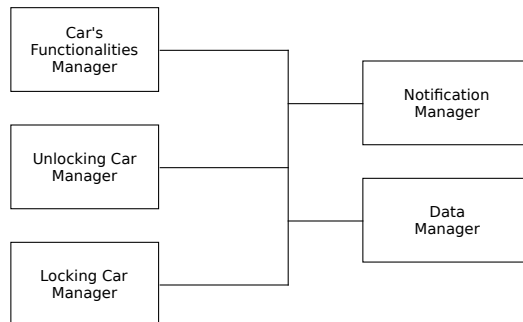 Car's
Functionalities
Manager
Unlocking Car
Manager
Locking Car
Manager
Notification
Manager
Data
Manager